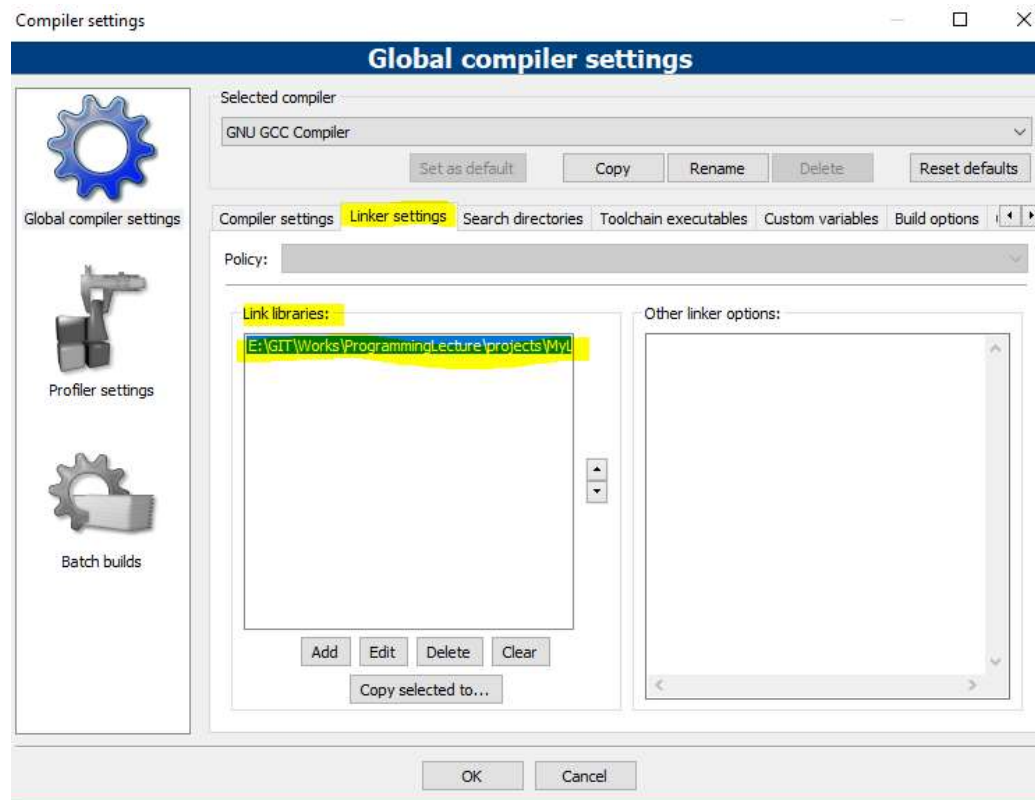 Compiler settings
Global compiler settings
Selected compiler
GNU GCC Compiler
Set as default Copy Rename Delete Reset defaults
Global compiler settings
Compiler settings Linker settings Search directories Toolchain executables Custom variables Build options
Policy:
Link libraries:
Other linker options:
E:\GIT\Works\ProgrammingLecture\projects\MyL
Profiler settings
Batch builds
Add Edit Delete Clear
Copy selected to...
OK Cancel